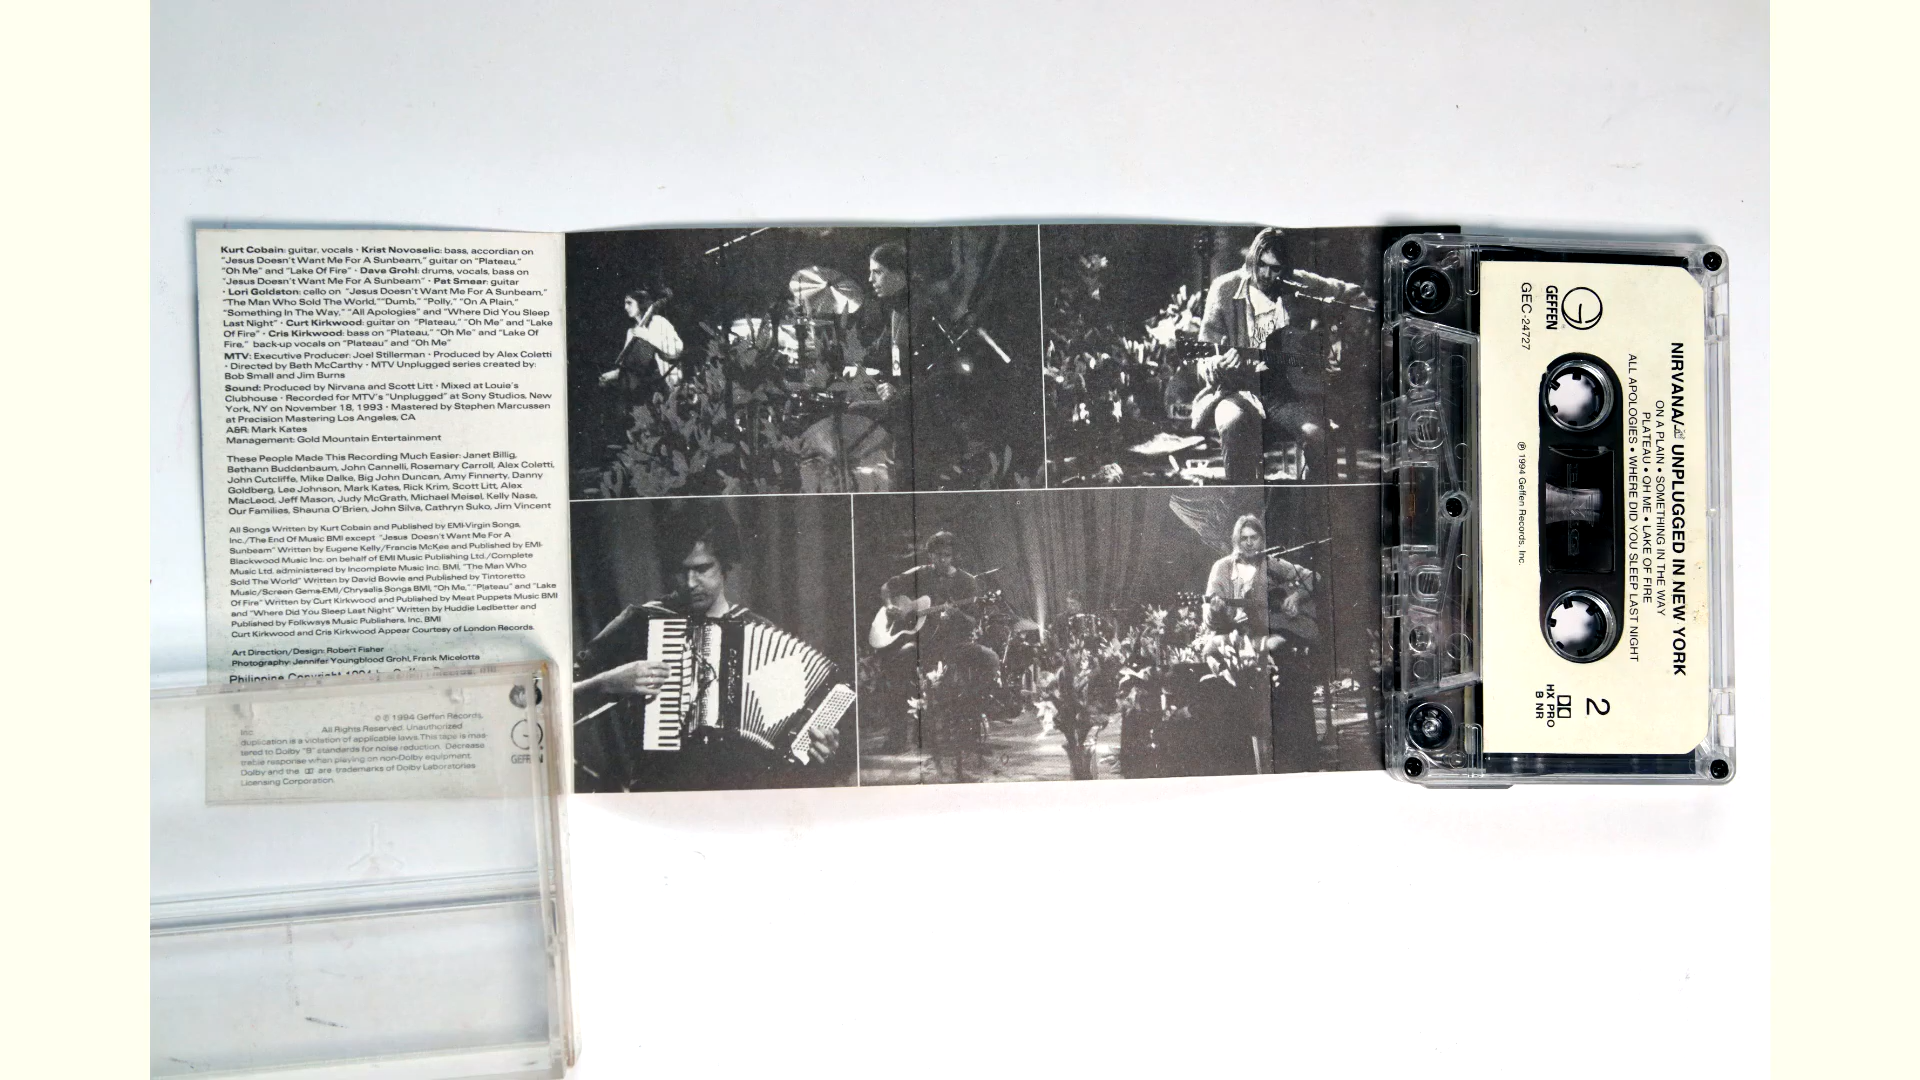 Kurt Cobain: guitar, vocals • Krist Novoselic: bass, accordian on
"Jesus Doesn't Want Me For A Sunbeam," guitar on "Plateau,"
"Oh Me" and "Lake Of Fire" • Dave Grohl: drums, vocals, bass on
"Jesus Doesn't Want Me For A Sunbeam" • Pat Smear: guitar
• Lori Goldston: cello on "Jesus Doesn't Want Me For A Sunbeam,"
"The Man Who Sold The World," "Dumb," "Polly," "On A Plain,"
"Something In The Way," "All Apologies" and "Where Did You Sleep
Last Night" • Curt Kirkwood: guitar on "Plateau," "Oh Me" and "Lake
Of Fire" • Cris Kirkwood: bass on "Plateau," "Oh Me" and "Lake Of
Fire," back-up vocals on "Plateau" and "Oh Me"
MTV: Executive Producer: Joel Stillerman • Produced by Alex Coletti
• Directed by Beth McCarthy • MTV Unplugged series created by:
Bob Small and Jim Burns
Sound: Produced by Nirvana and Scott Litt • Mixed at Louie's
Clubhouse • Recorded for MTV's "Unplugged" at Sony Studios, New
York, NY on November 18, 1993 • Mastered by Stephen Marcussen
at Precision Mastering Los Angeles, CA
A&R: Mark Kates
Management: Gold Mountain Entertainment
These People Made This Recording Much Easier: Janet Billig,
Bethann Buddenbaum, John Cannelli, Rosemary Carroll, Alex Coletti,
John Cutcliffe, Mike Dalke, Big John Duncan, Amy Finnerty, Danny
Goldberg, Lee Johnson, Mark Kates, Rick Krim, Scott Litt, Alex
MacLeod, Jeff Mason, Judy McGrath, Michael Meisel, Kelly Nase,
Our Families, Shauna O'Brien, John Silva, Cathryn Suko, Jim Vincent
All Songs Written by Kurt Cobain and Published by EMI-Virgin Songs,
Inc./The End Of Music BMI except "Jesus Doesn't Want Me For A
Sunbeam" Written by Eugene Kelly/Francis McKee and Published by EMI-
Blackwood Music Inc. on behalf of EMI Music Publishing Ltd./Complete
Music Ltd. administered by Incomplete Music Inc. BMI, "The Man Who
Sold The World" Written by David Bowie and Published by Tintoretto
Music/Screen Gems-EMI/Chrysalis Songs BMI, "Oh Me," "Plateau" and "Lake
Of Fire" Written by Curt Kirkwood and Published by Meat Puppets Music BMI
and "Where Did You Sleep Last Night" Written by Huddie Ledbetter and
Published by Folkways Music Publishers, Inc. BMI
Curt Kirkwood and Cris Kirkwood Appear Courtesy of London Records.
Art Direction/Design: Robert Fisher
Photography: Jennifer Youngblood Grohl, Frank Micelotta
Philippine Copyright 1994
© ℗ 1994 Geffen Records,
Inc. All Rights Reserved. Unauthorized
duplication is a violation of applicable laws. This tape is mas-
tered to Dolby "B" standards for noise reduction. Decrease
treble response when playing on non-Dolby equipment.
Dolby and the are trademarks of Dolby Laboratories
Licensing Corporation.
NIRVANA/ UNPLUGGED IN NEW YORK
ON A PLAIN • SOMETHING IN THE WAY
PLATEAU • OH ME • LAKE OF FIRE
ALL APOLOGIES • WHERE DID YOU SLEEP LAST NIGHT
GEFFEN
GEC-24727
℗ 1994 Geffen Records, Inc.
2
HX PRO
B NR